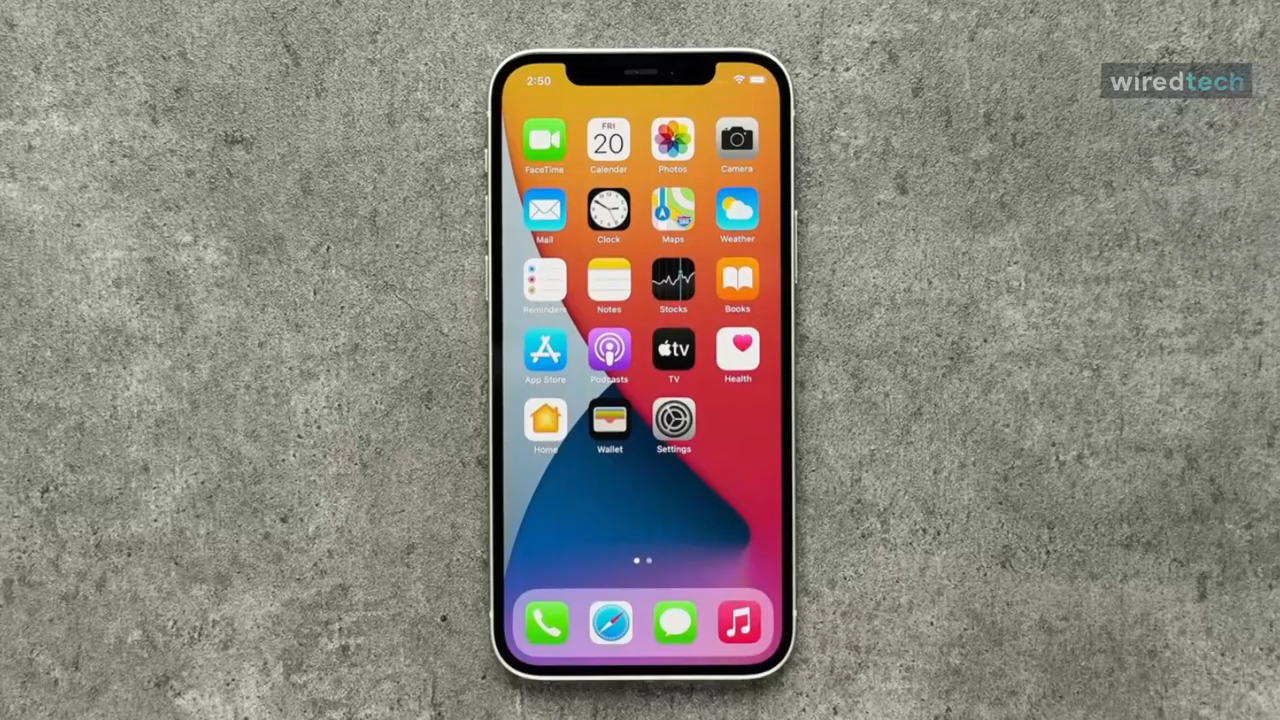 2:50
wiredtech
FRI
20
FaceTime Calendar Photos Camera
Mail Clock Maps Weather
Reminders Notes Stocks Books
tv
App Store Podcasts TV Health
Home Wallet Settings